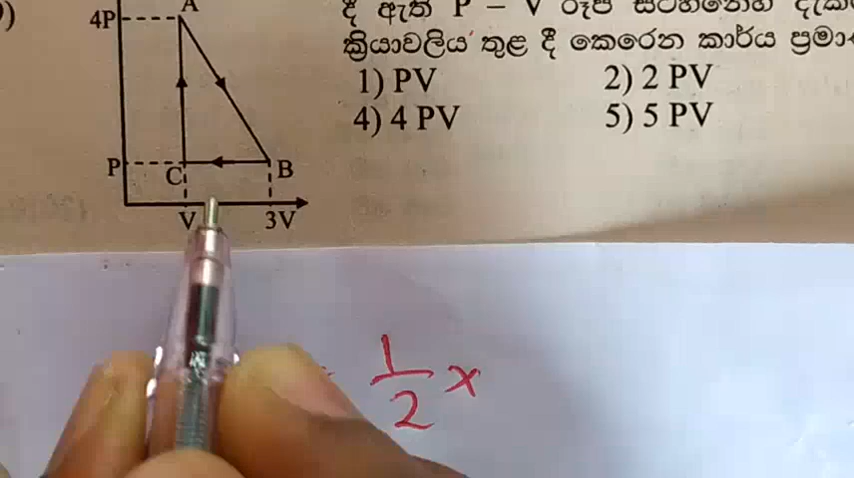 4P
A
P
C
B
V
3V
දී ඇති P – V රූප
ක්‍රියාවලිය තුළ දී කෙරෙන කාර්ය
1) PV 2) 2 PV
4) 4 PV 5) 5 PV
1/2 x